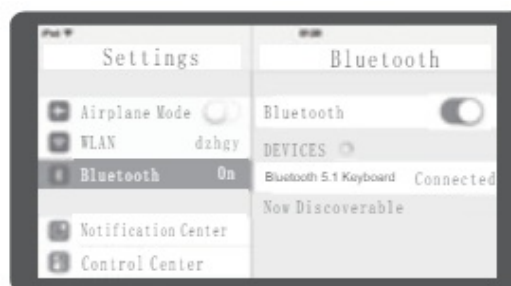 iPad
Settings
Airplane Mode
WLAN dzhgy
Bluetooth On
Notification Center
Control Center
Bluetooth
Bluetooth
DEVICES
Bluetooth 5.1 Keyboard Connected
Now Discoverable